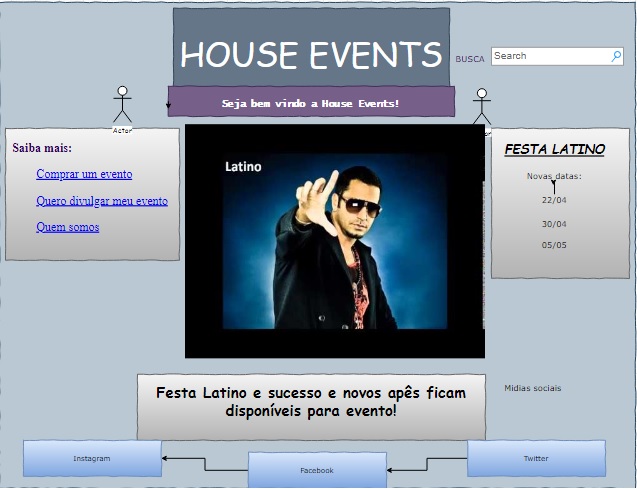 HOUSE EVENTS
BUSCA
Search
Seja bem vindo a House Events!
Actor
Saiba mais:
Comprar um evento
Quero divulgar meu evento
Quem somos
Latino
FESTA LATINO
Novas datas:
22/04
30/04
05/05
Festa Latino e sucesso e novos apês ficam
disponíveis para evento!
Midias sociais
Instagram
Facebook
Twitter